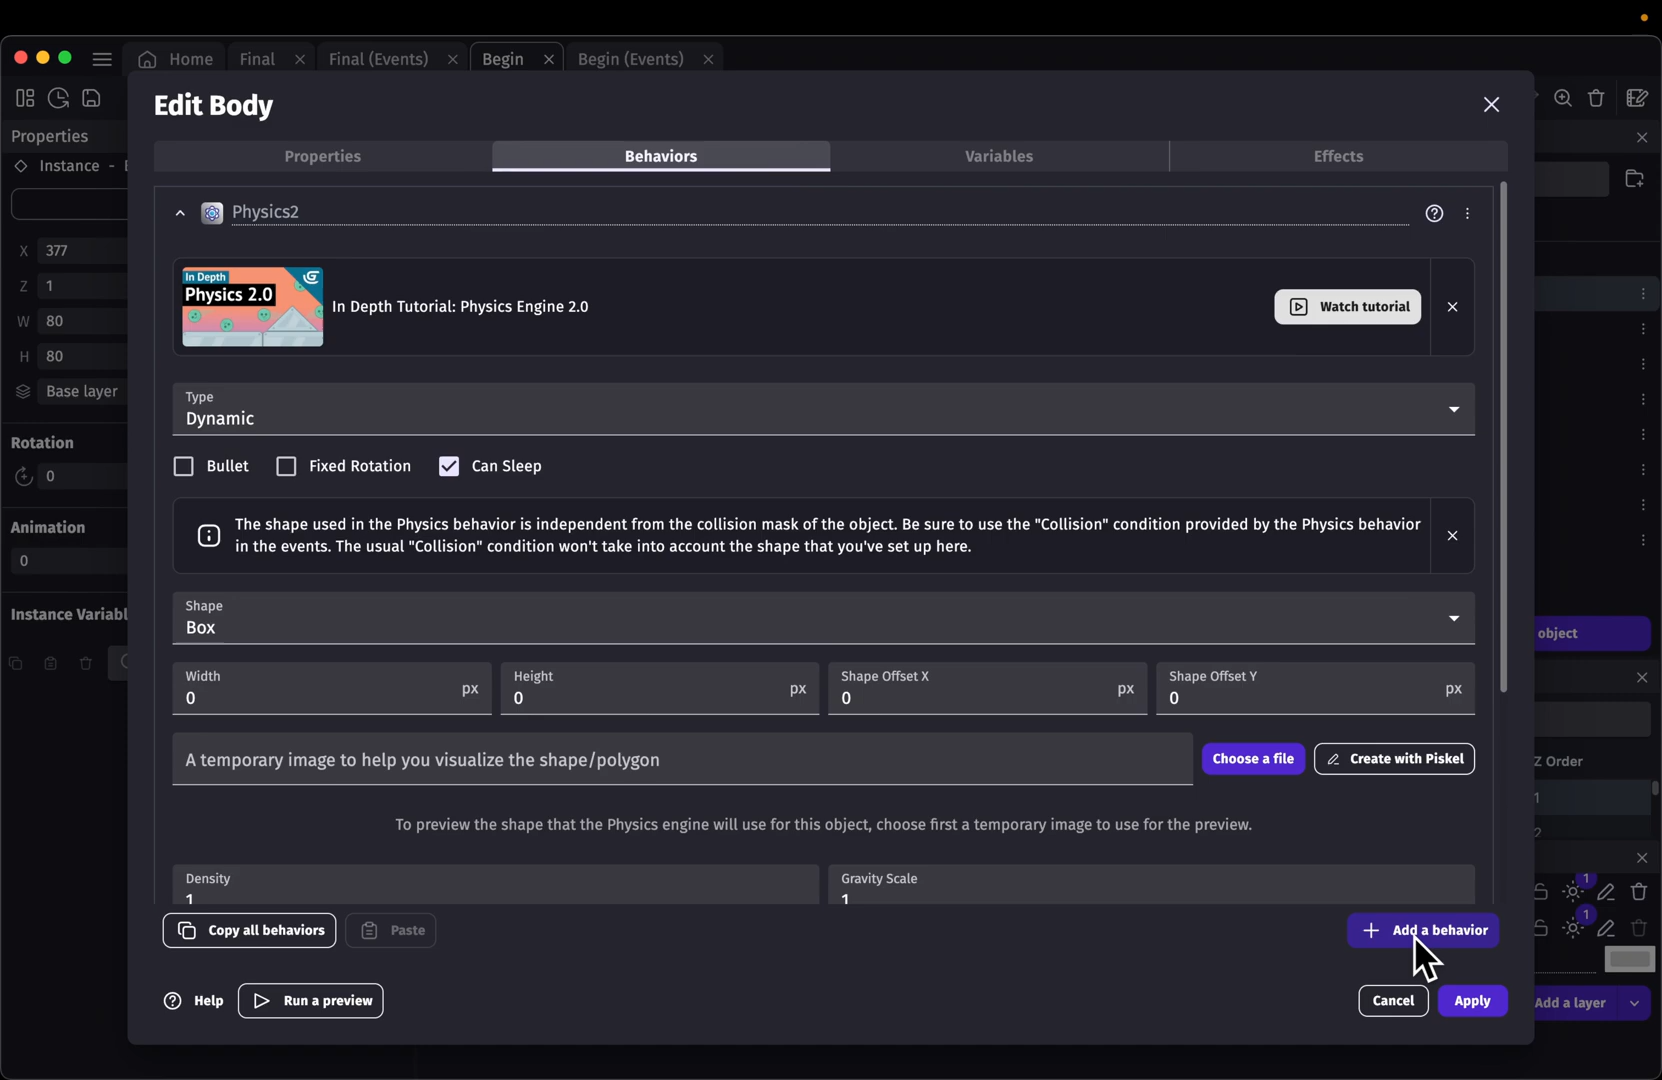 Home
Final
Final (Events)
Begin
Begin (Events)
Edit Body
Properties
Instance -
Properties
Behaviors
Variables
Effects
Physics2
In Depth
Physics 2.0
In Depth Tutorial: Physics Engine 2.0
Watch tutorial
X 377
Z 1
W 80
H 80
Base layer
Type
Dynamic
Rotation
0
Bullet
Fixed Rotation
Can Sleep
Animation
0
The shape used in the Physics behavior is independent from the collision mask of the object. Be sure to use the "Collision" condition provided by the Physics behavior
in the events. The usual "Collision" condition won't take into account the shape that you've set up here.
Instance Variabl
Shape
Box
object
Width
0 px
Height
0 px
Shape Offset X
0 px
Shape Offset Y
0 px
A temporary image to help you visualize the shape/polygon
Choose a file
Create with Piskel
Z Order
1
2
To preview the shape that the Physics engine will use for this object, choose first a temporary image to use for the preview.
Density
1
Gravity Scale
1
1
1
Copy all behaviors
Paste
Add a behavior
Help
Run a preview
Cancel
Apply
Add a layer